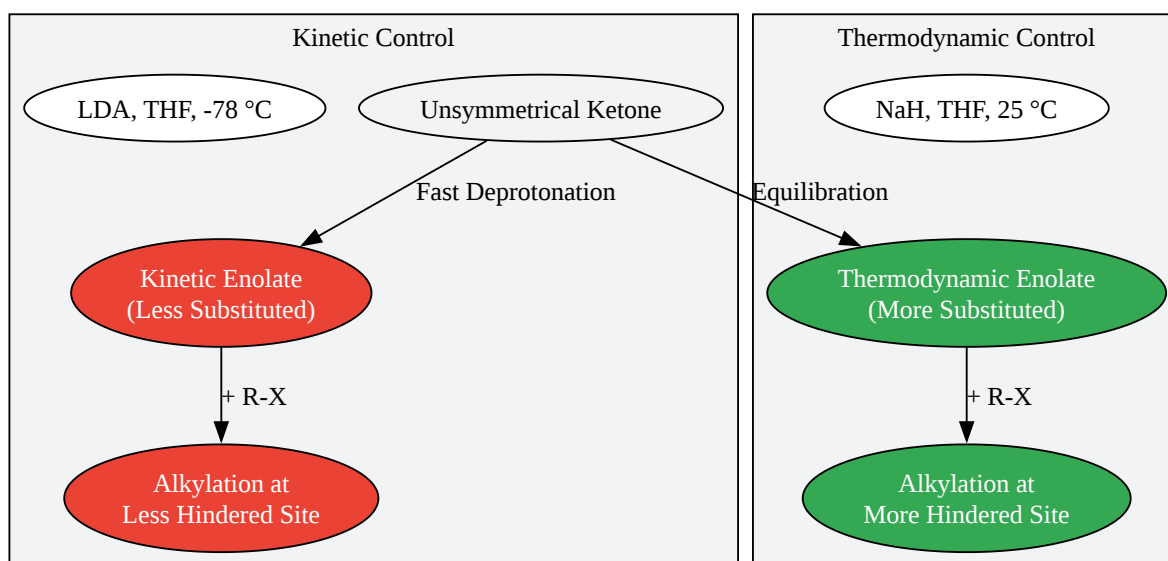 Kinetic Control
Thermodynamic Control
LDA, THF, -78 °C
Unsymmetrical Ketone
NaH, THF, 25 °C
Fast Deprotonation
Equilibration
Kinetic Enolate
(Less Substituted)
Thermodynamic Enolate
(More Substituted)
+ R-X
+ R-X
Alkylation at
Less Hindered Site
Alkylation at
More Hindered Site